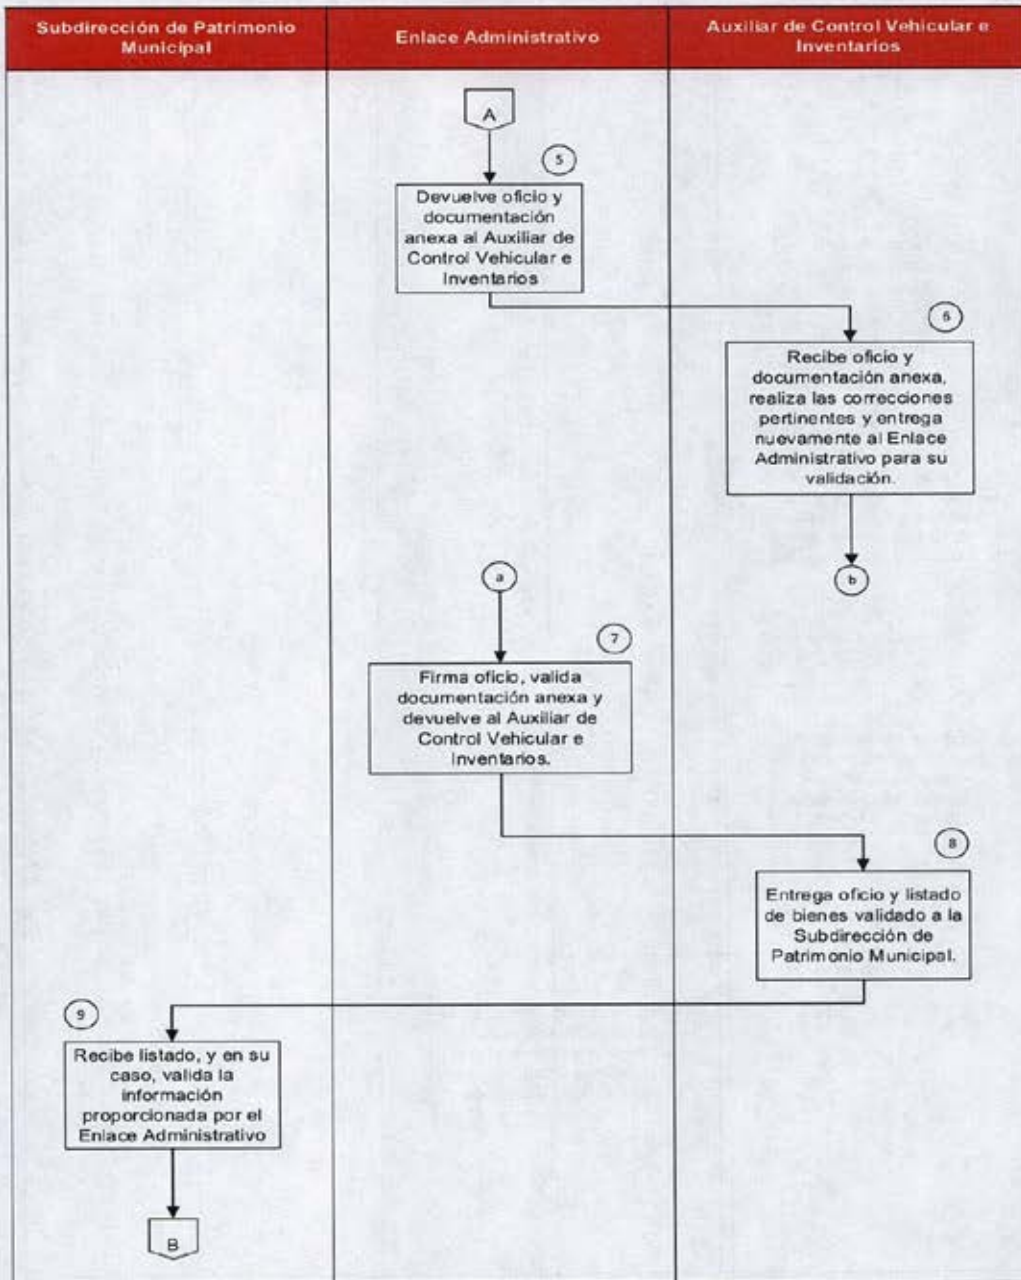 Subdirección de Patrimonio
Municipal
Enlace Administrativo
Auxiliar de Control Vehicular e
Inventarios
A
5
Devuelve oficio y
documentación
anexa al Auxiliar de
Control Vehicular e
Inventarios
6
Recibe oficio y
documentación anexa,
realiza las correcciones
pertinentes y entrega
nuevamente al Enlace
Administrativo para su
validación.
b
a
7
Firma oficio, valida
documentación anexa y
devuelve al Auxiliar de
Control Vehicular e
Inventarios.
8
Entrega oficio y listado
de bienes validado a la
Subdirección de
Patrimonio Municipal.
9
Recibe listado, y en su
caso, valida la
información
proporcionada por el
Enlace Administrativo
B